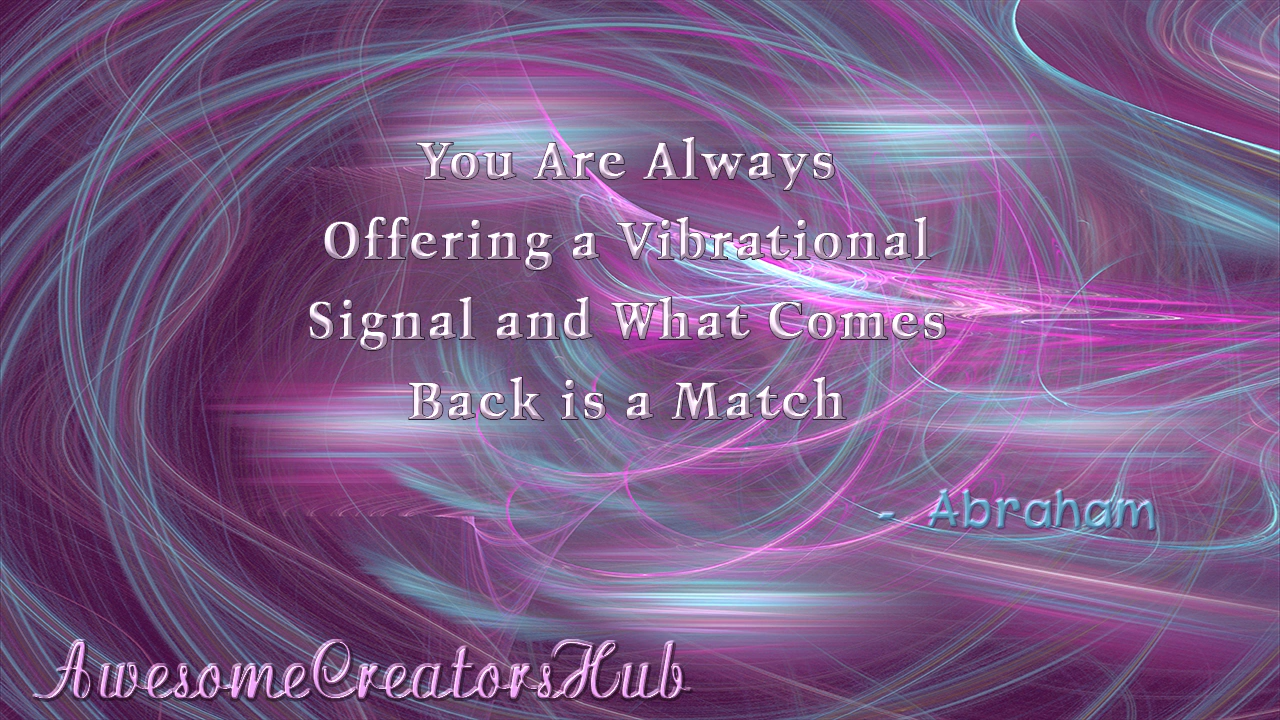 You Are Always
Offering a Vibrational
Signal and What Comes
Back is a Match
- Abraham
AwesomeCreatorsHub